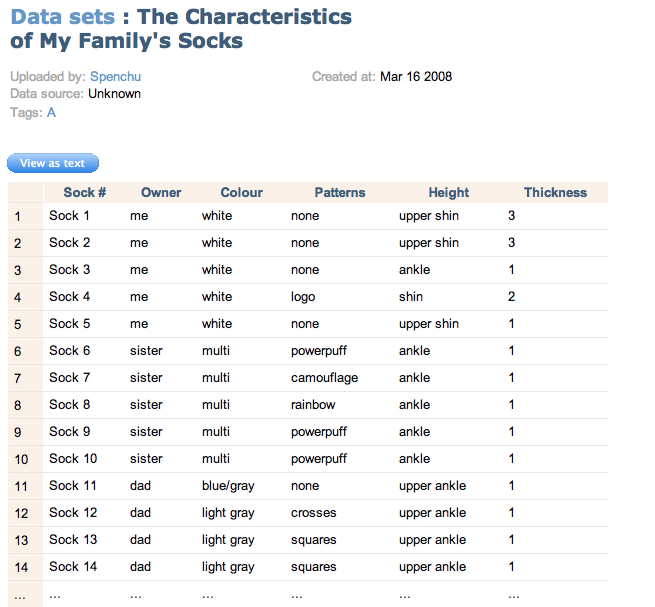 Data sets : The Characteristics
of My Family's Socks
Uploaded by: Spenchu Created at: Mar 16 2008
Data source: Unknown
Tags: A
View as text
Sock # Owner Colour Patterns Height Thickness
1 Sock 1 me white none upper shin 3
2 Sock 2 me white none upper shin 3
3 Sock 3 me white none ankle 1
4 Sock 4 me white logo shin 2
5 Sock 5 me white none upper shin 1
6 Sock 6 sister multi powerpuff ankle 1
7 Sock 7 sister multi camouflage ankle 1
8 Sock 8 sister multi rainbow ankle 1
9 Sock 9 sister multi powerpuff ankle 1
10 Sock 10 sister multi powerpuff ankle 1
11 Sock 11 dad blue/gray none upper ankle 1
12 Sock 12 dad light gray crosses upper ankle 1
13 Sock 13 dad light gray squares upper ankle 1
14 Sock 14 dad light gray squares upper ankle 1
... ... ... ... ... ... ...